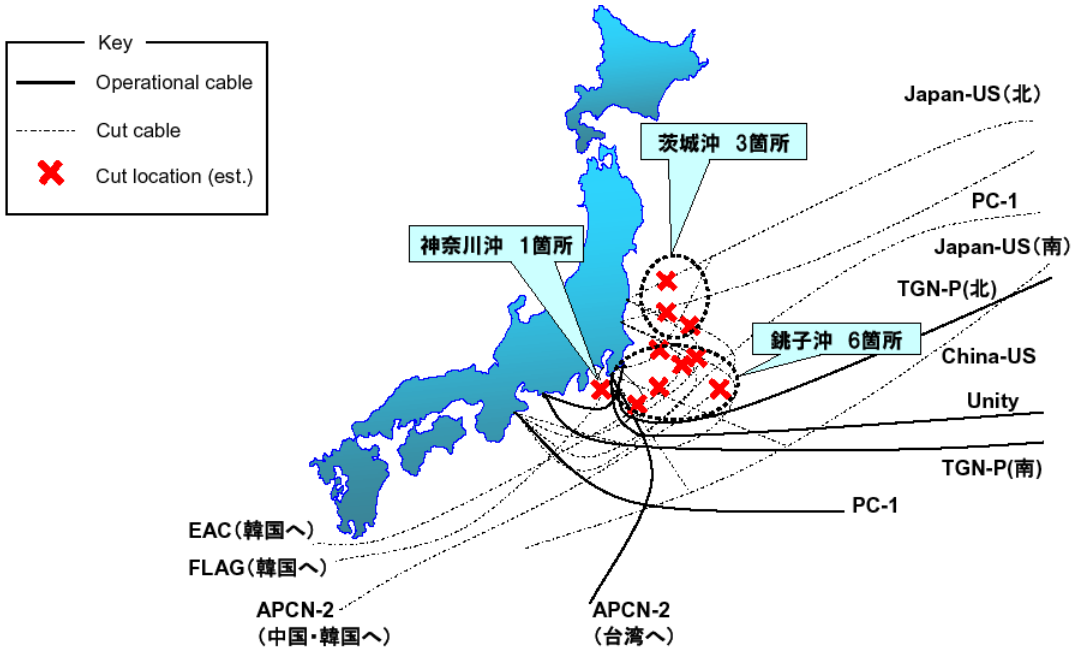 Key
Operational cable
Cut cable
Cut location (est.)
Japan-US(北)
茨城沖 3箇所
PC-1
神奈川沖 1箇所
Japan-US(南)
TGN-P(北)
銚子沖 6箇所
China-US
Unity
TGN-P(南)
PC-1
EAC(韓国へ)
FLAG(韓国へ)
APCN-2
(中国・韓国へ)
APCN-2
(台湾へ)